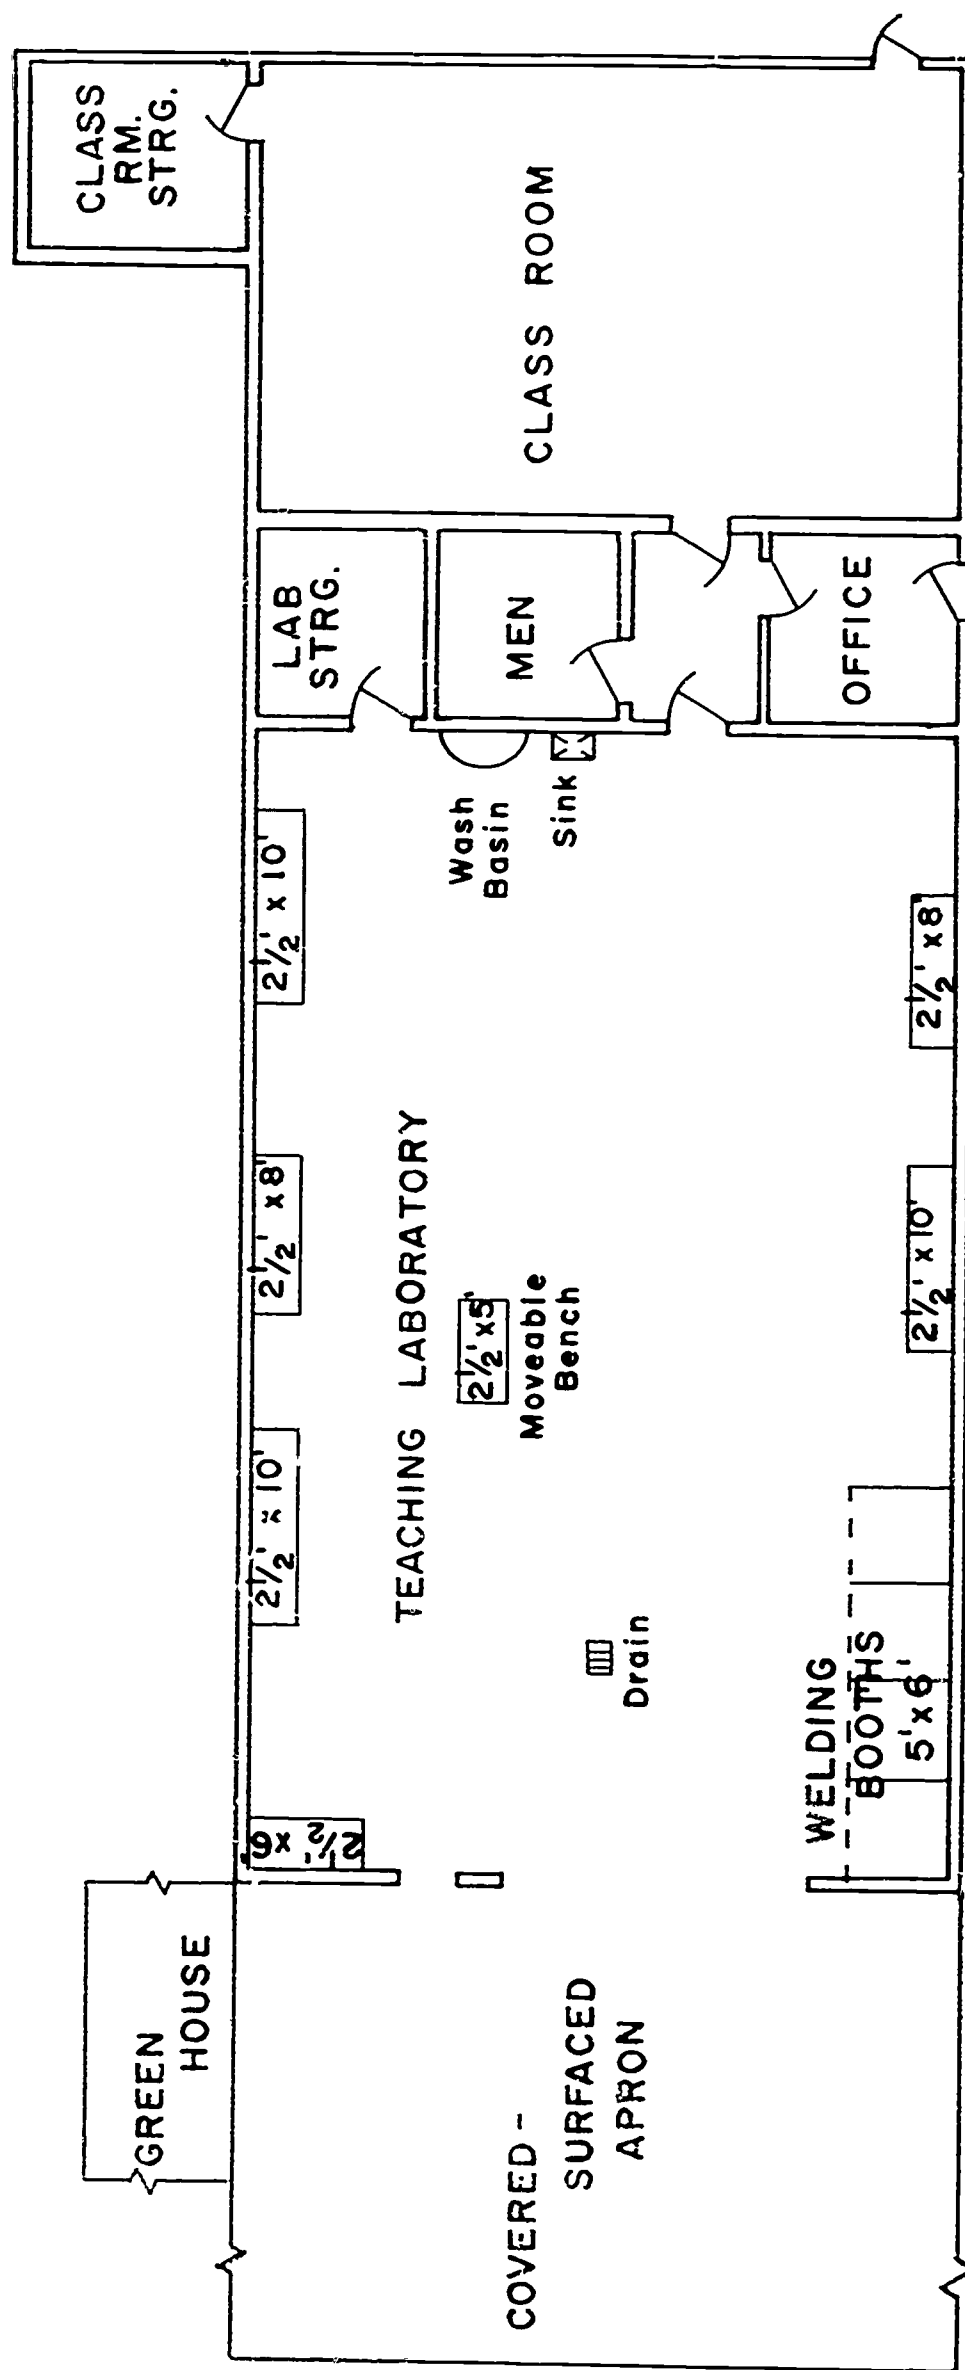 CLASS
RM.
STRG.
CLASS ROOM
LAB
STRG.
MEN
OFFICE
Wash
Basin
Sink
2½' x 10'
2½' x 8'
2½' x 8'
TEACHING LABORATORY
2½' x 5'
Moveable
Bench
2½' x 10'
2½' x 10'
Drain
WELDING
BOOTHS
5' x 6'
2½' x 6'
GREEN
HOUSE
COVERED -
SURFACED
APRON